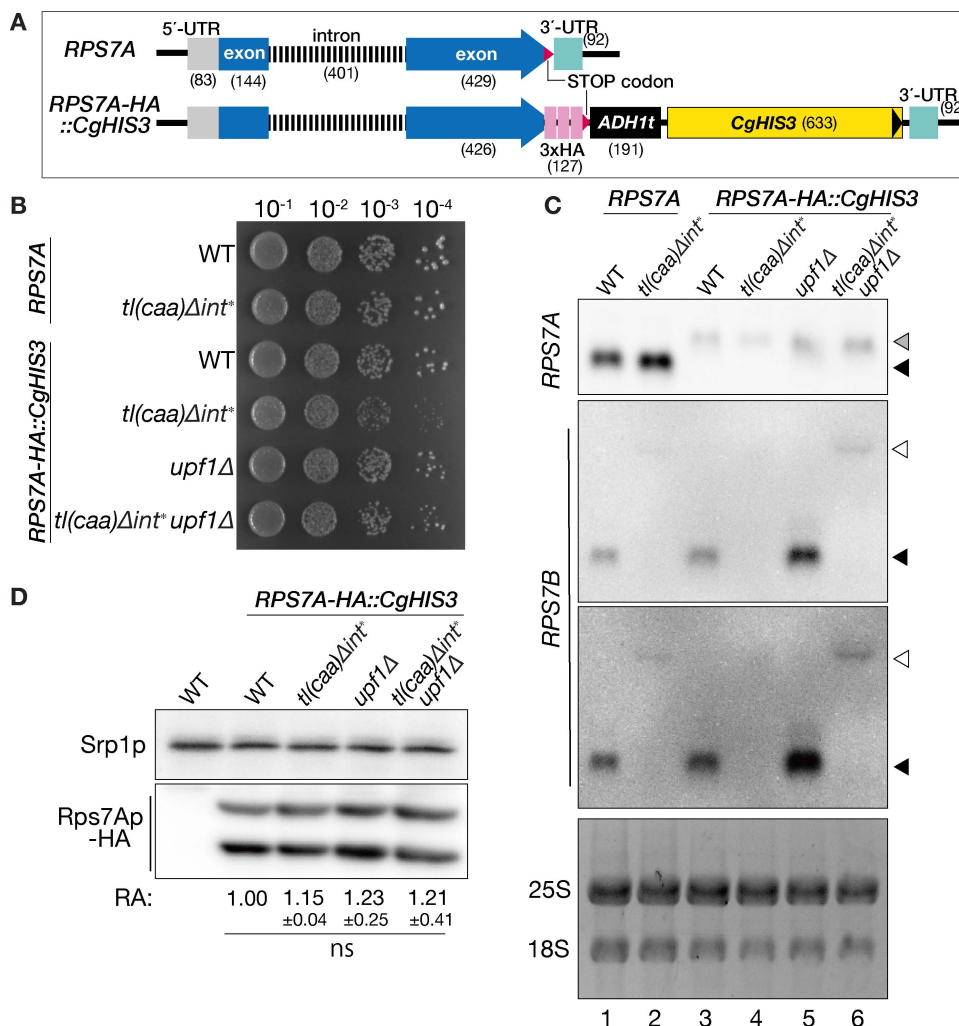 A
5´-UTR
3´-UTR
(92)
RPS7A
exon
intron
exon
(83)
(144)
(401)
(429)
STOP codon
RPS7A-HA
::CgHIS3
3´-UTR
(92
ADH1t
CgHIS3 (633)
(426)
3xHA
(127)
(191)
B
10-1
10-2
10-3
10-4
RPS7A
WT
tl(caa)Δint*
RPS7A-HA::CgHIS3
WT
tl(caa)Δint*
upf1Δ
tl(caa)Δint* upf1Δ
C
RPS7A
RPS7A-HA::CgHIS3
WT
tl(caa)Δint*
WT
tl(caa)Δint*
upf1Δ
tl(caa)Δint*
upf1Δ
RPS7A
RPS7B
25S
18S
1 2 3 4 5 6
D
RPS7A-HA::CgHIS3
WT
WT
tl(caa)Δint*
upf1Δ
tl(caa)Δint*
upf1Δ
Srp1p
Rps7Ap
-HA
RA: 1.00 1.15 1.23 1.21
±0.04 ±0.25 ±0.41
ns